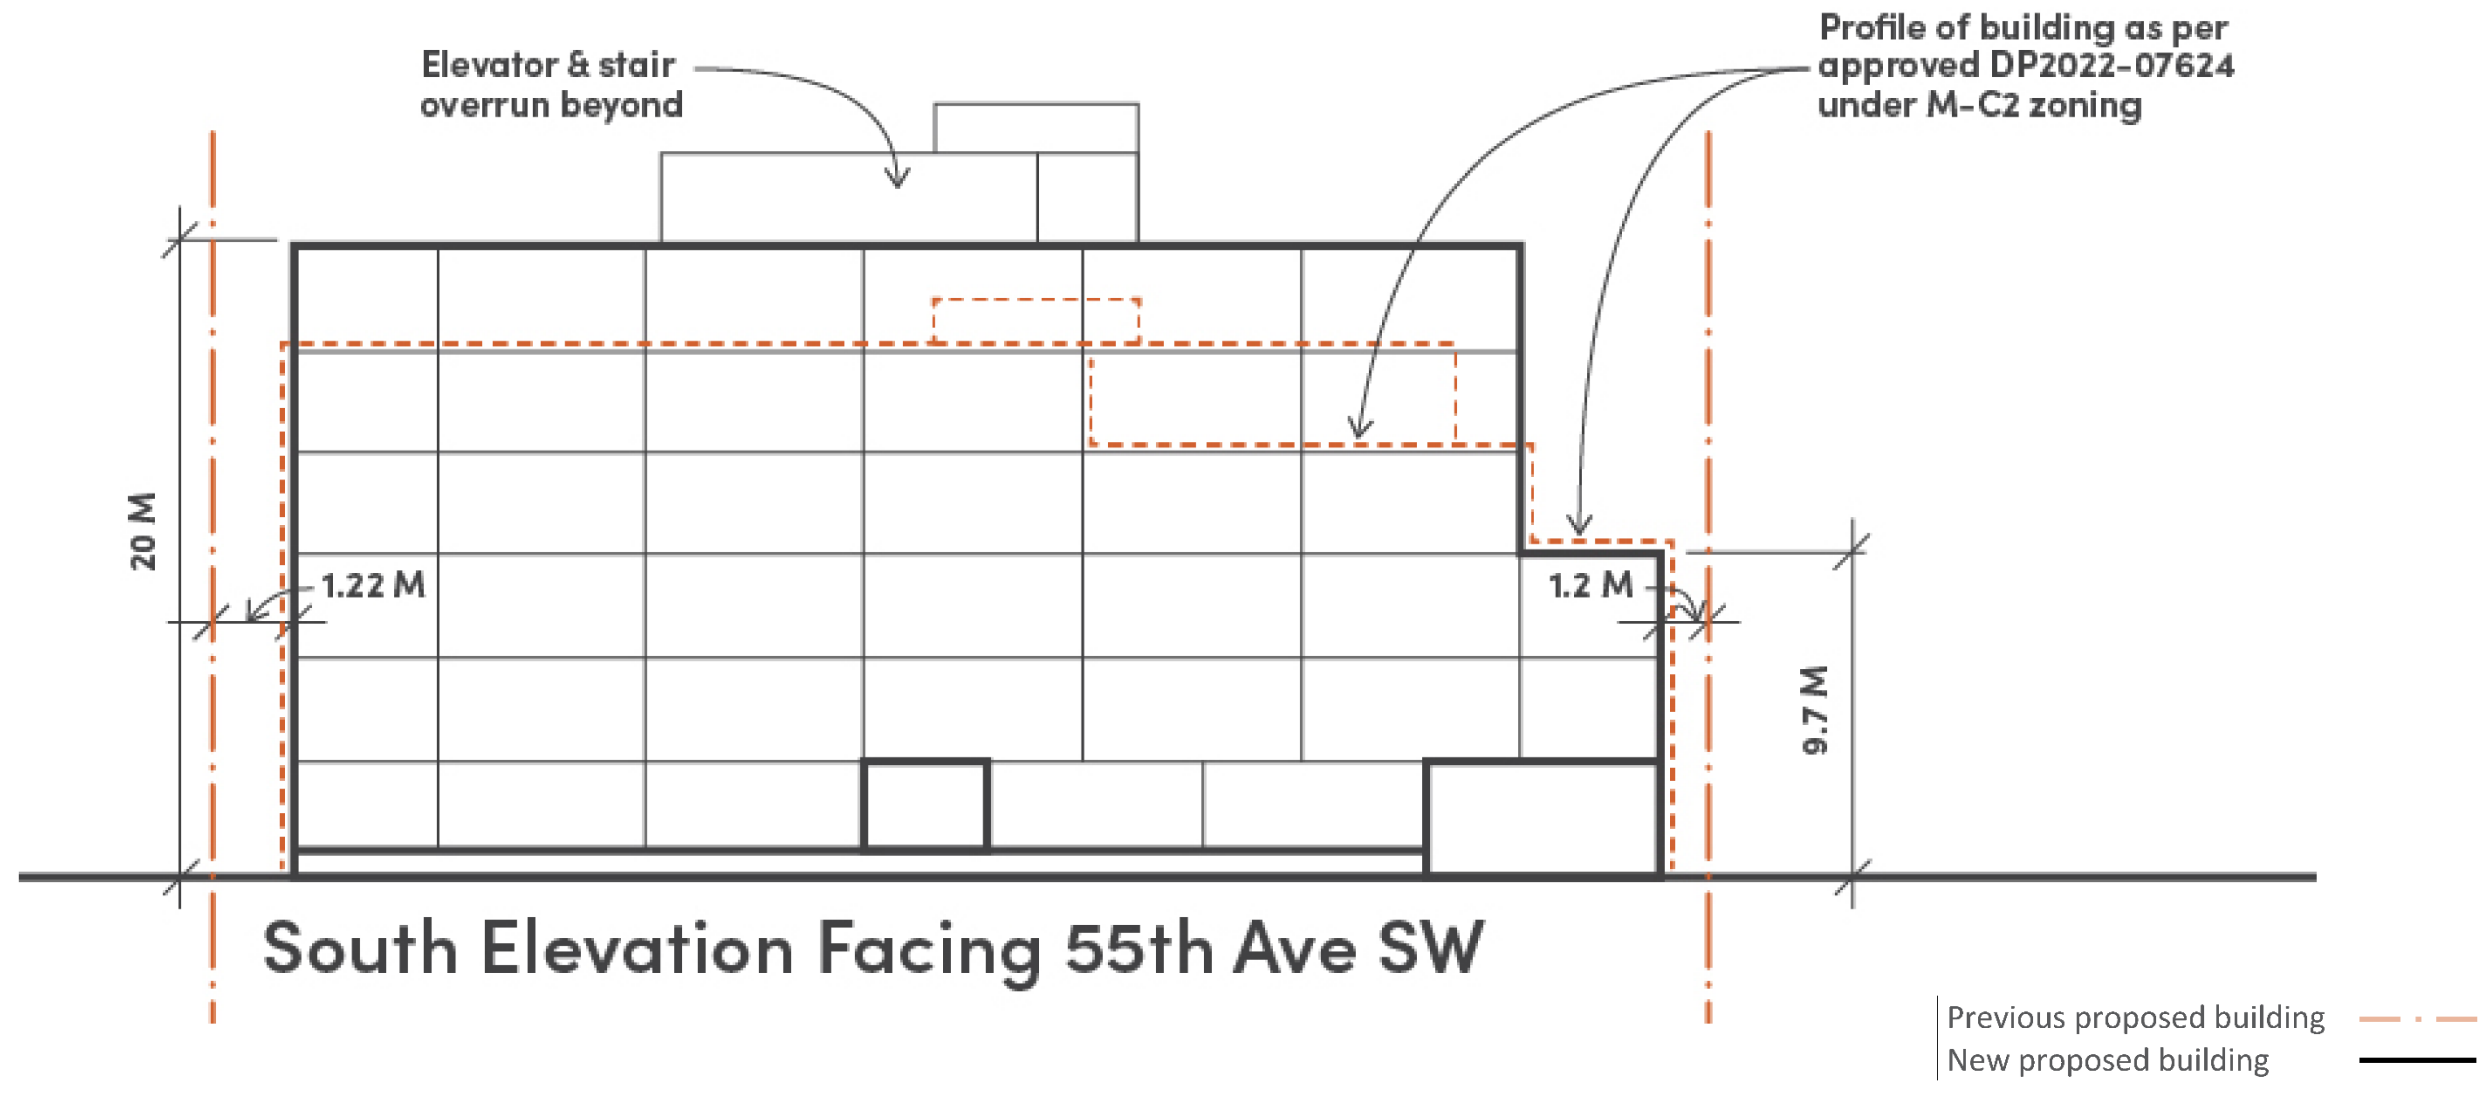 Profile of building as per
approved DP2022-07624
under M-C2 zoning
Elevator & stair
overrun beyond
20 M
1.22 M
1.2 M
9.7 M
South Elevation Facing 55th Ave SW
Previous proposed building
New proposed building